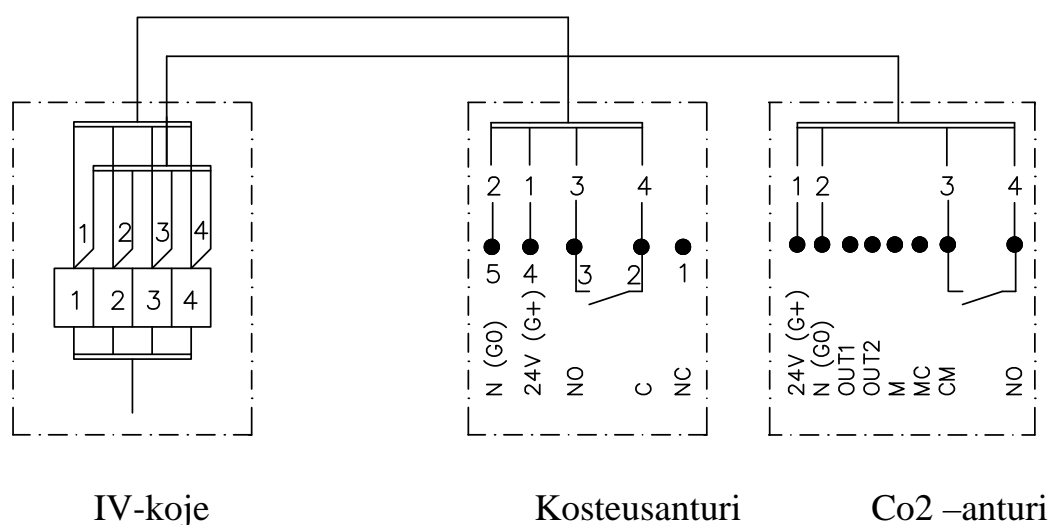 2 1 3 4
1 2 3 4
1 2 3 4
5 4 3 2 1
1 2 3 4
N (G0)
24V (G+)
NO
C
NC
24V (G+)
N (G0)
OUT1
OUT2
M
MC
CM
NO
IV-koje Kosteusanturi Co2 –anturi